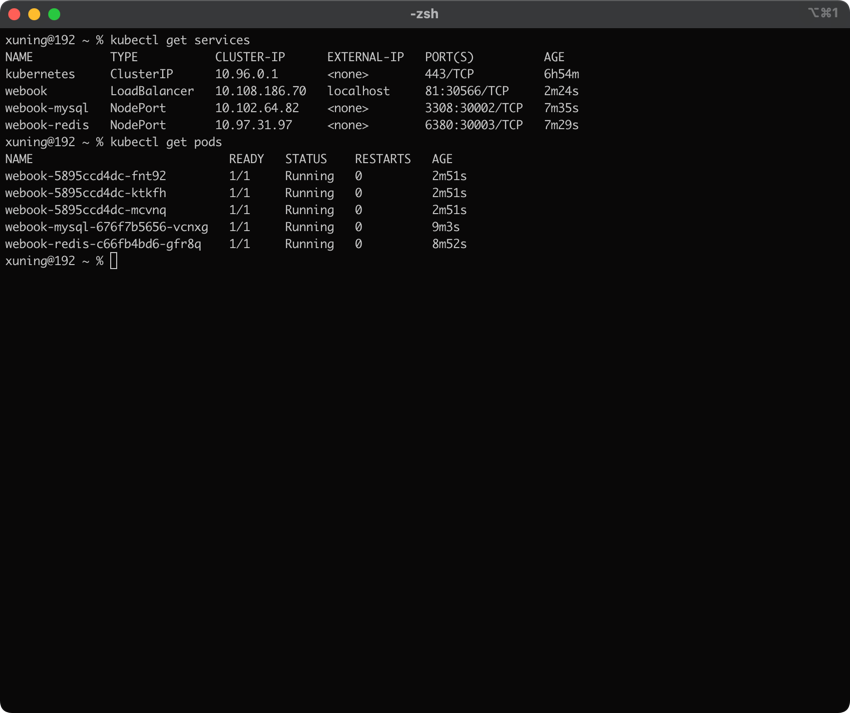 -zsh
⌥⌘1
xuning@192 ~ % kubectl get services
NAME TYPE CLUSTER-IP EXTERNAL-IP PORT(S) AGE
kubernetes ClusterIP 10.96.0.1 <none> 443/TCP 6h54m
webook LoadBalancer 10.108.186.70 localhost 81:30566/TCP 2m24s
webook-mysql NodePort 10.102.64.82 <none> 3308:30002/TCP 7m35s
webook-redis NodePort 10.97.31.97 <none> 6380:30003/TCP 7m29s
xuning@192 ~ % kubectl get pods
NAME READY STATUS RESTARTS AGE
webook-5895ccd4dc-fnt92 1/1 Running 0 2m51s
webook-5895ccd4dc-ktkfh 1/1 Running 0 2m51s
webook-5895ccd4dc-mcvnq 1/1 Running 0 2m51s
webook-mysql-676f7b5656-vcnxg 1/1 Running 0 9m3s
webook-redis-c66fb4bd6-gfr8q 1/1 Running 0 8m52s
xuning@192 ~ %